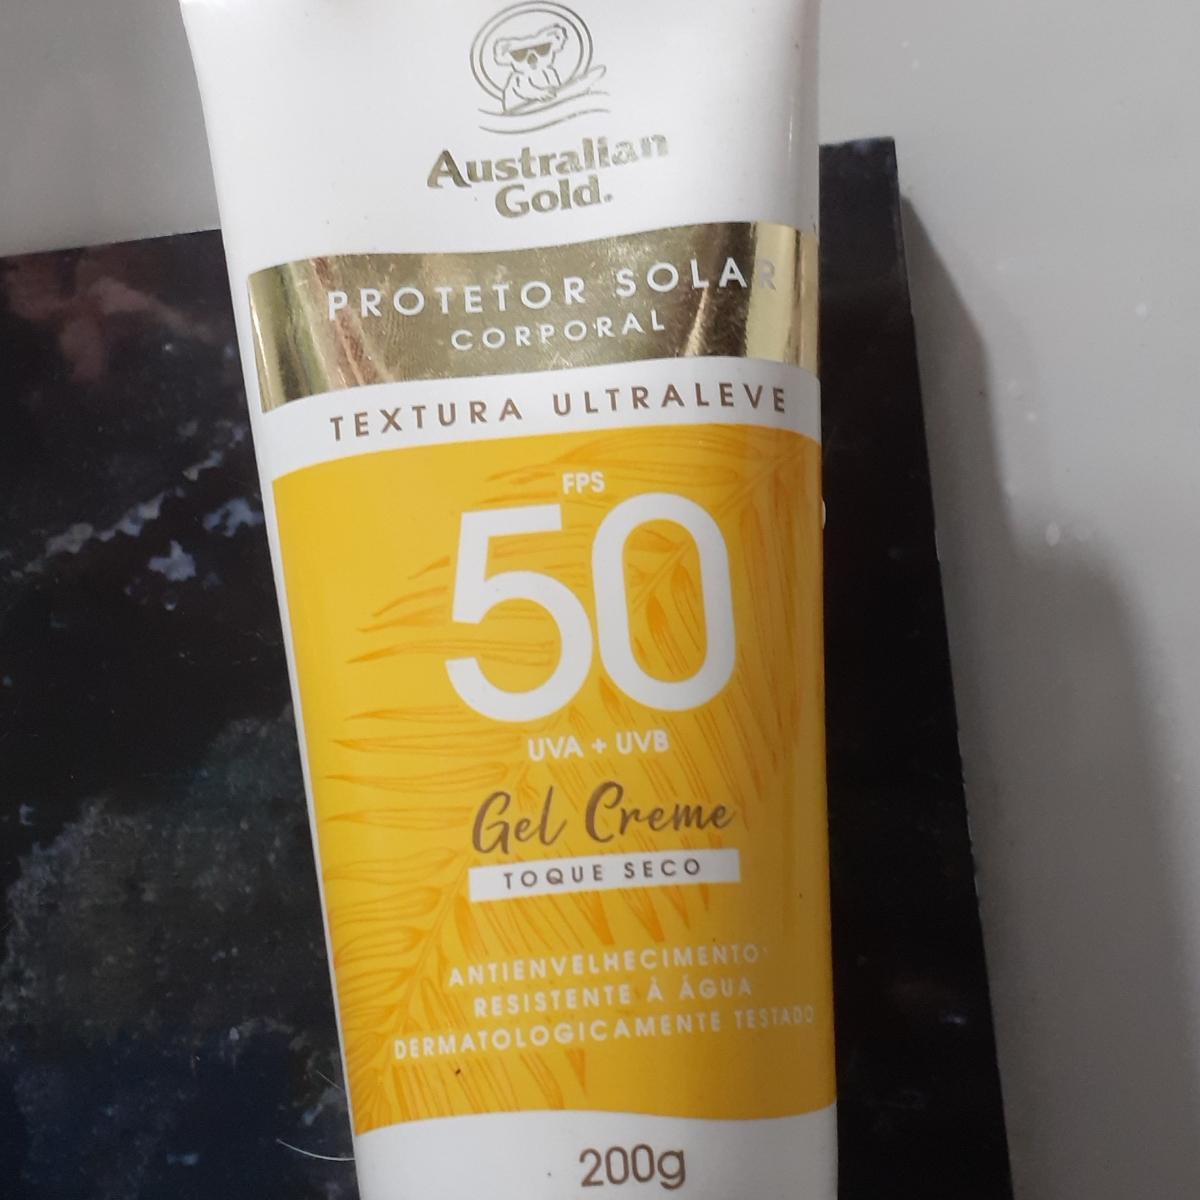 Australian
Gold.
PROTETOR SOLAR
CORPORAL
TEXTURA ULTRALEVE
FPS
50
UVA + UVB
Gel Creme
TOQUE SECO
ANTIENVELHECIMENTO
RESISTENTE À ÁGUA
DERMATOLOGICAMENTE TESTADO
200g